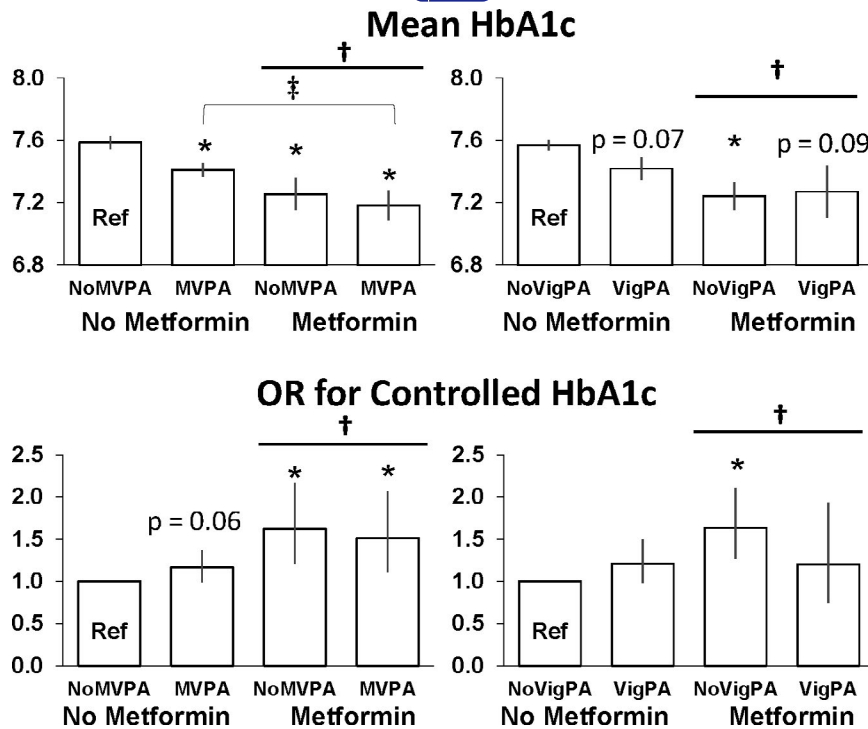 Mean HbA1c
†
‡
8.0
7.6
7.2
6.8
*
*
*
Ref
NoMVPA MVPA NoMVPA MVPA
No Metformin Metformin
†
8.0
7.6
7.2
6.8
p = 0.07
*
p = 0.09
Ref
NoVigPA VigPA NoVigPA VigPA
No Metformin Metformin
OR for Controlled HbA1c
†
2.5
2.0
1.5
1.0
0.5
0.0
p = 0.06
*
*
Ref
NoMVPA MVPA NoMVPA MVPA
No Metformin Metformin
†
2.5
2.0
1.5
1.0
0.5
0.0
*
Ref
NoVigPA VigPA NoVigPA VigPA
No Metformin Metformin